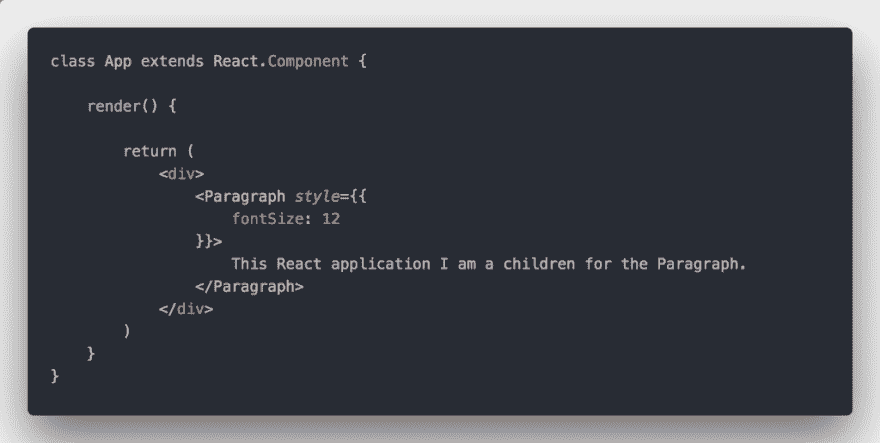 class App extends React.Component {
render() {
return (
<div>
<Paragraph style={{
fontSize: 12
}}>
This React application I am a children for the Paragraph.
</Paragraph>
</div>
)
}
}